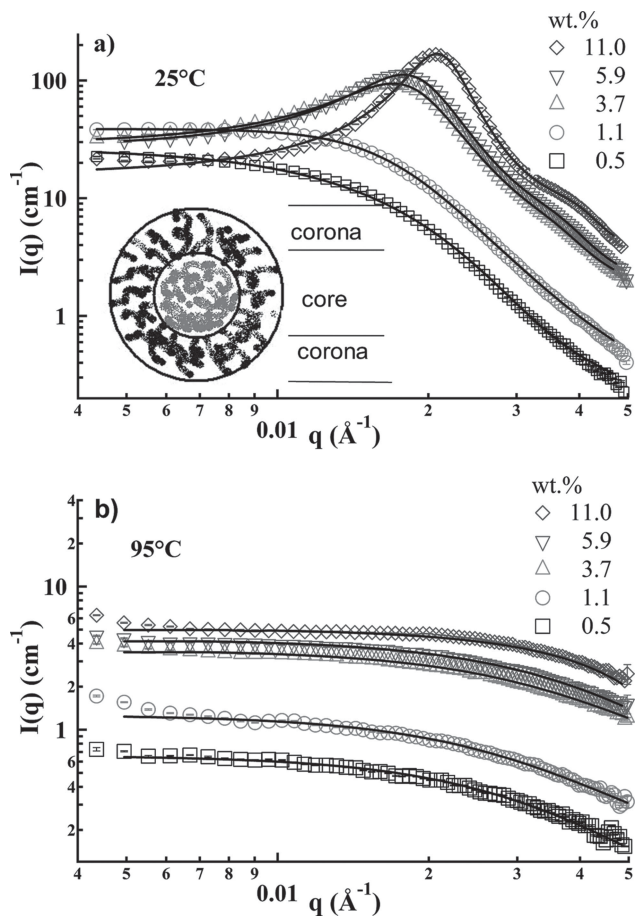 a)
25°C
wt.%
11.0
5.9
3.7
1.1
0.5
100
10
1
I(q) (cm⁻¹)
corona
core
corona
4 5 6 7 8 9 2 3 4 5
0.01
q (Å⁻¹)
b)
95°C
wt.%
11.0
5.9
3.7
1.1
0.5
4
2
10
6
4
2
1
6
4
2
I(q) (cm⁻¹)
4 5 6 7 8 9 2 3 4 5
0.01
q (Å⁻¹)